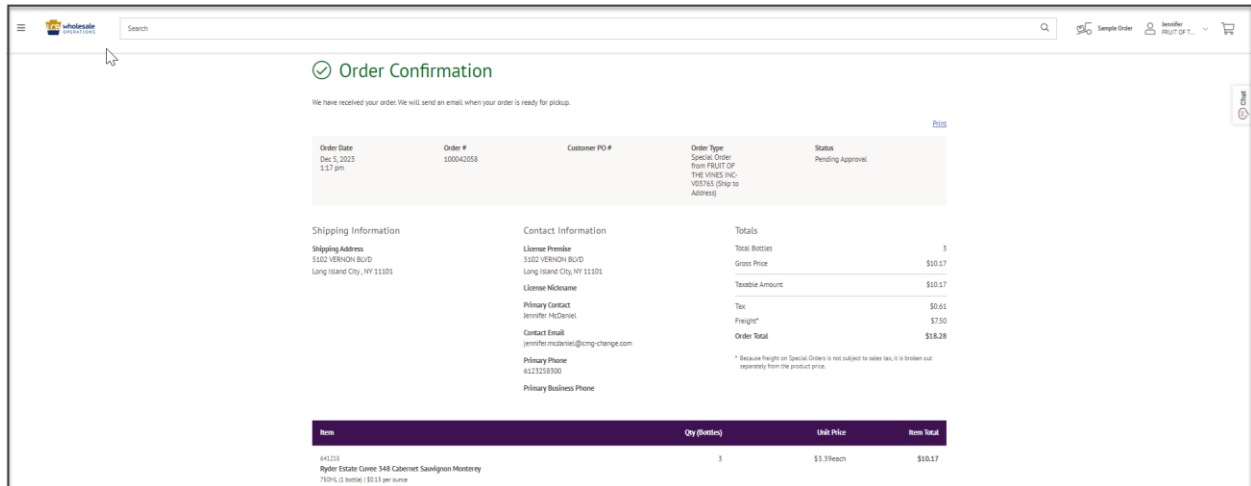 LCB wholesale
OPERATIONS
Search
Sample Order
Jennifer
FRUIT OF T...
Chat
Order Confirmation
We have received your order. We will send an email when your order is ready for pickup.
Print
Order Date
Dec 5, 2023
1:17 pm
Order #
100042058
Customer PO #
Order Type
Special Order
from FRUIT OF
THE VINES INC-
V03765 (Ship to
Address)
Status
Pending Approval
Shipping Information
Shipping Address
5102 VERNON BLVD
Long Island City , NY 11101
Contact Information
License Premise
5102 VERNON BLVD
Long Island City, NY 11101
License Nickname
Primary Contact
Jennifer McDaniel
Contact Email
jennifer.mcdaniel@cmg-change.com
Primary Phone
6123258300
Primary Business Phone
Totals
Total Bottles 3
Gross Price $10.17
Taxable Amount $10.17
Tax $0.61
Freight* $7.50
Order Total $18.28
* Because freight on Special Orders is not subject to sales tax, it is broken out
separately from the product price.
Item Qty (Bottles) Unit Price Item Total
641218
Ryder Estate Cuvee 348 Cabernet Sauvignon Monterey
750ML (1 bottle) | $0.13 per ounce
3 $3.39each $10.17